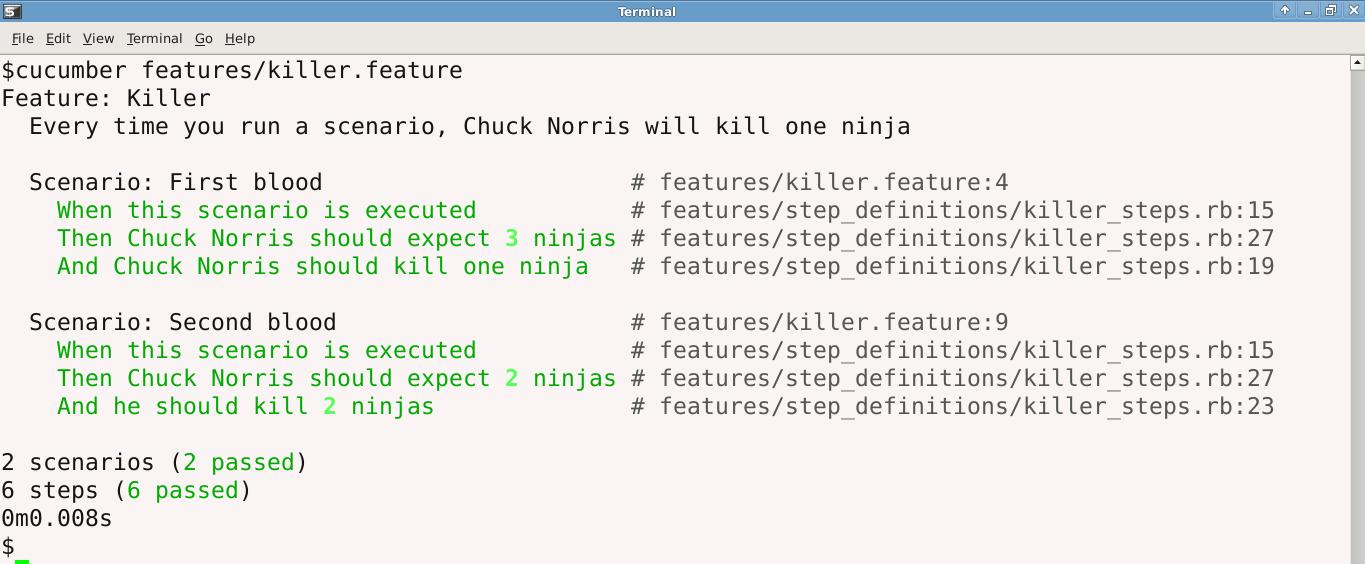 Terminal
File Edit View Terminal Go Help
$cucumber features/killer.feature
Feature: Killer
  Every time you run a scenario, Chuck Norris will kill one ninja

  Scenario: First blood                      # features/killer.feature:4
    When this scenario is executed           # features/step_definitions/killer_steps.rb:15
    Then Chuck Norris should expect 3 ninjas # features/step_definitions/killer_steps.rb:27
    And Chuck Norris should kill one ninja   # features/step_definitions/killer_steps.rb:19

  Scenario: Second blood                     # features/killer.feature:9
    When this scenario is executed           # features/step_definitions/killer_steps.rb:15
    Then Chuck Norris should expect 2 ninjas # features/step_definitions/killer_steps.rb:27
    And he should kill 2 ninjas              # features/step_definitions/killer_steps.rb:23

2 scenarios (2 passed)
6 steps (6 passed)
0m0.008s
$